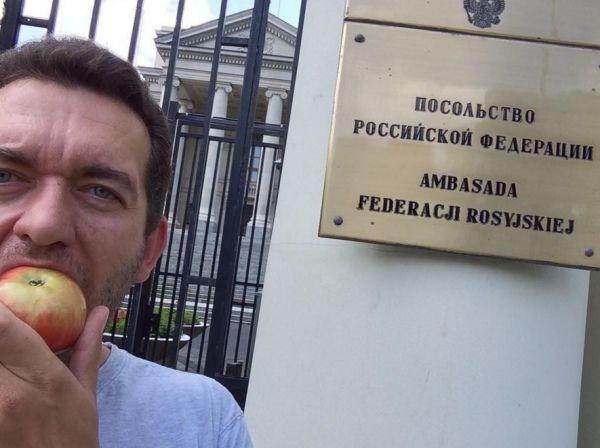 ПОСОЛЬСТВО
РОССИЙСКОЙ ФЕДЕРАЦИИ
AMBASADA
FEDERACJI ROSYJSKIEJ